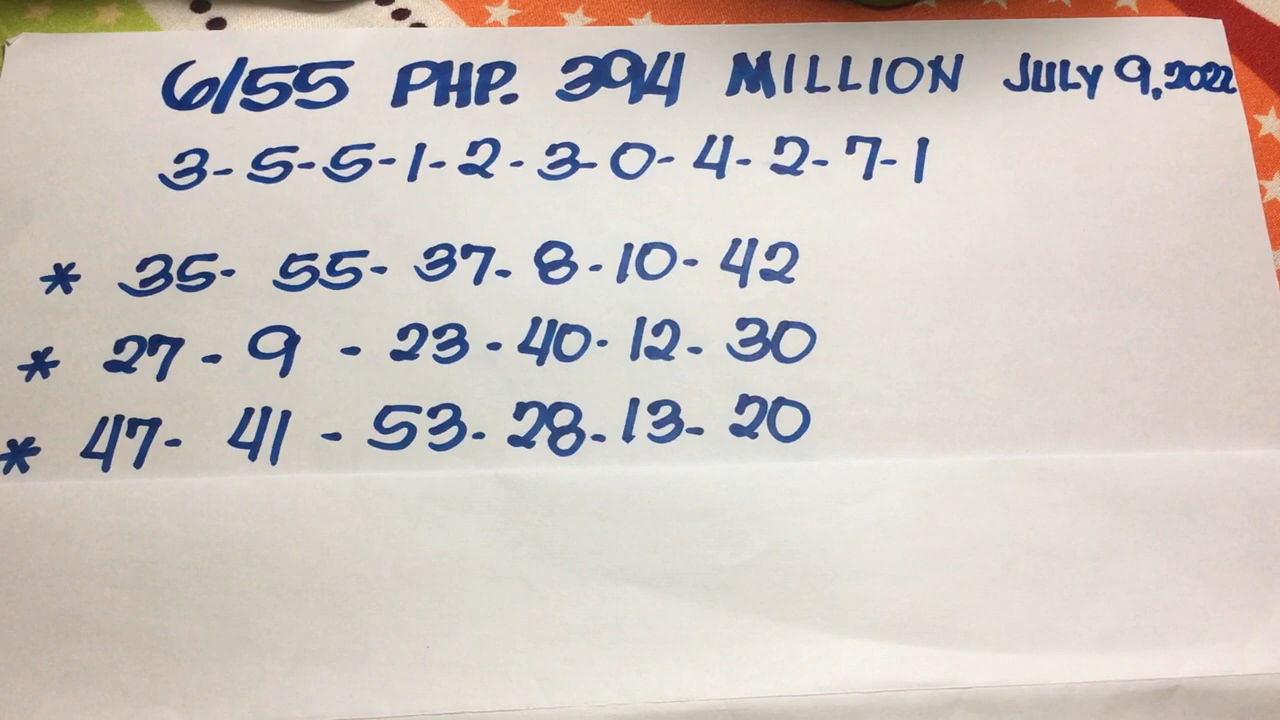 6/55 PHP. 394 MILLION JULY 9, 2022
3-5-5-1-2-3-0-4-2-7-1
* 35- 55- 37- 8-10- 42
* 27 - 9 - 23 - 40- 12- 30
* 47- 41 - 53- 28-13- 20